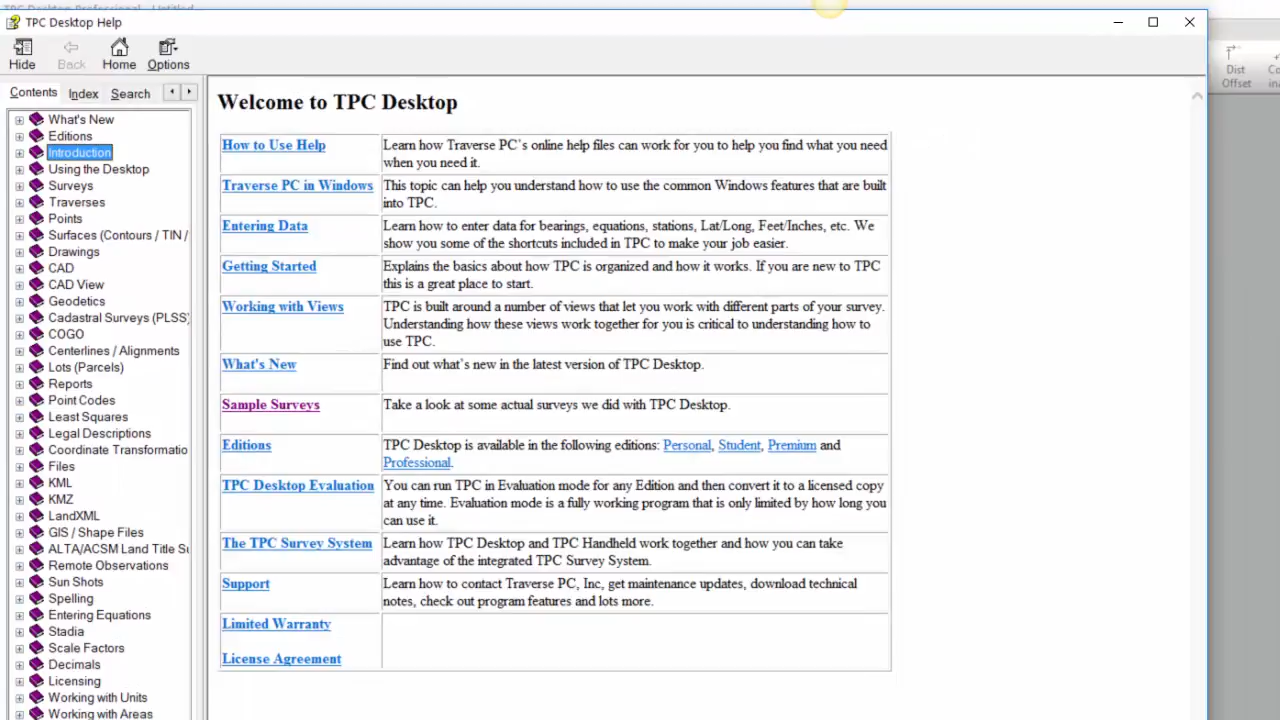 TPC Desktop Help
Hide
Back
Home
Options
Dist
Offset
Contents
Index
Search
What's New
Editions
Introduction
Using the Desktop
Surveys
Traverses
Points
Surfaces (Contours / TIN /
Drawings
CAD
CAD View
Geodetics
Cadastral Surveys (PLSS)
COGO
Centerlines / Alignments
Lots (Parcels)
Reports
Point Codes
Least Squares
Legal Descriptions
Coordinate Transformatio
Files
KML
KMZ
LandXML
GIS / Shape Files
ALTA/ACSM Land Title Su
Remote Observations
Sun Shots
Spelling
Entering Equations
Stadia
Scale Factors
Decimals
Licensing
Working with Units
Working with Areas
Welcome to TPC Desktop
How to Use Help
Learn how Traverse PC`s online help files can work for you to help you find what you need
when you need it.
Traverse PC in Windows
This topic can help you understand how to use the common Windows features that are built
into TPC.
Entering Data
Learn how to enter data for bearings, equations, stations, Lat/Long, Feet/Inches, etc. We
show you some of the shortcuts included in TPC to make your job easier.
Getting Started
Explains the basics about how TPC is organized and how it works. If you are new to TPC
this is a great place to start.
Working with Views
TPC is built around a number of views that let you work with different parts of your survey.
Understanding how these views work together for you is critical to understanding how to
use TPC.
What's New
Find out what`s new in the latest version of TPC Desktop.
Sample Surveys
Take a look at some actual surveys we did with TPC Desktop.
Editions
TPC Desktop is available in the following editions: Personal, Student, Premium and
Professional.
TPC Desktop Evaluation
You can run TPC in Evaluation mode for any Edition and then convert it to a licensed copy
at any time. Evaluation mode is a fully working program that is only limited by how long you
can use it.
The TPC Survey System
Learn how TPC Desktop and TPC Handheld work together and how you can take
advantage of the integrated TPC Survey System.
Support
Learn how to contact Traverse PC, Inc, get maintenance updates, download technical
notes, check out program features and lots more.
Limited Warranty
License Agreement